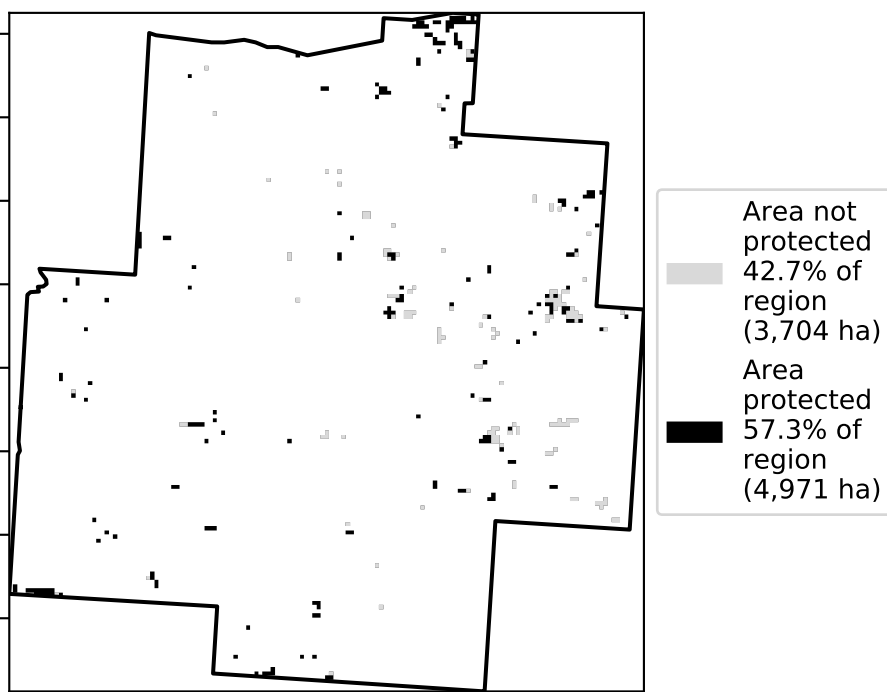 Area not
protected
42.7% of
region
(3,704 ha)
Area
protected
57.3% of
region
(4,971 ha)